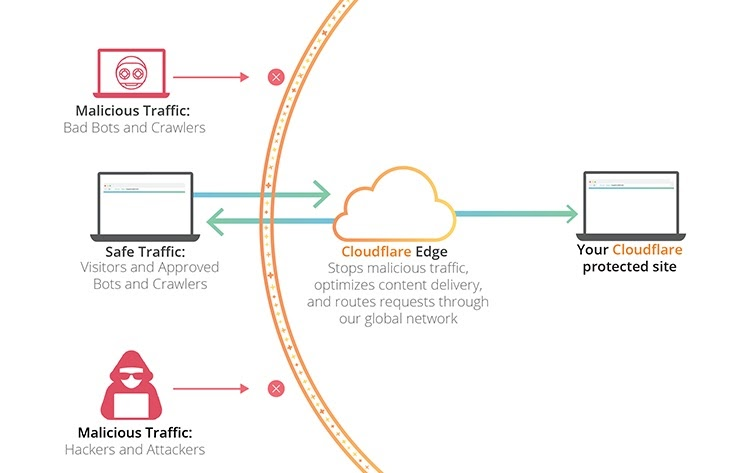 Malicious Traffic:
Bad Bots and Crawlers
Safe Traffic:
Visitors and Approved
Bots and Crawlers
Cloudflare Edge
Stops malicious traffic,
optimizes content delivery,
and routes requests through
our global network
Your Cloudflare
protected site
Malicious Traffic:
Hackers and Attackers